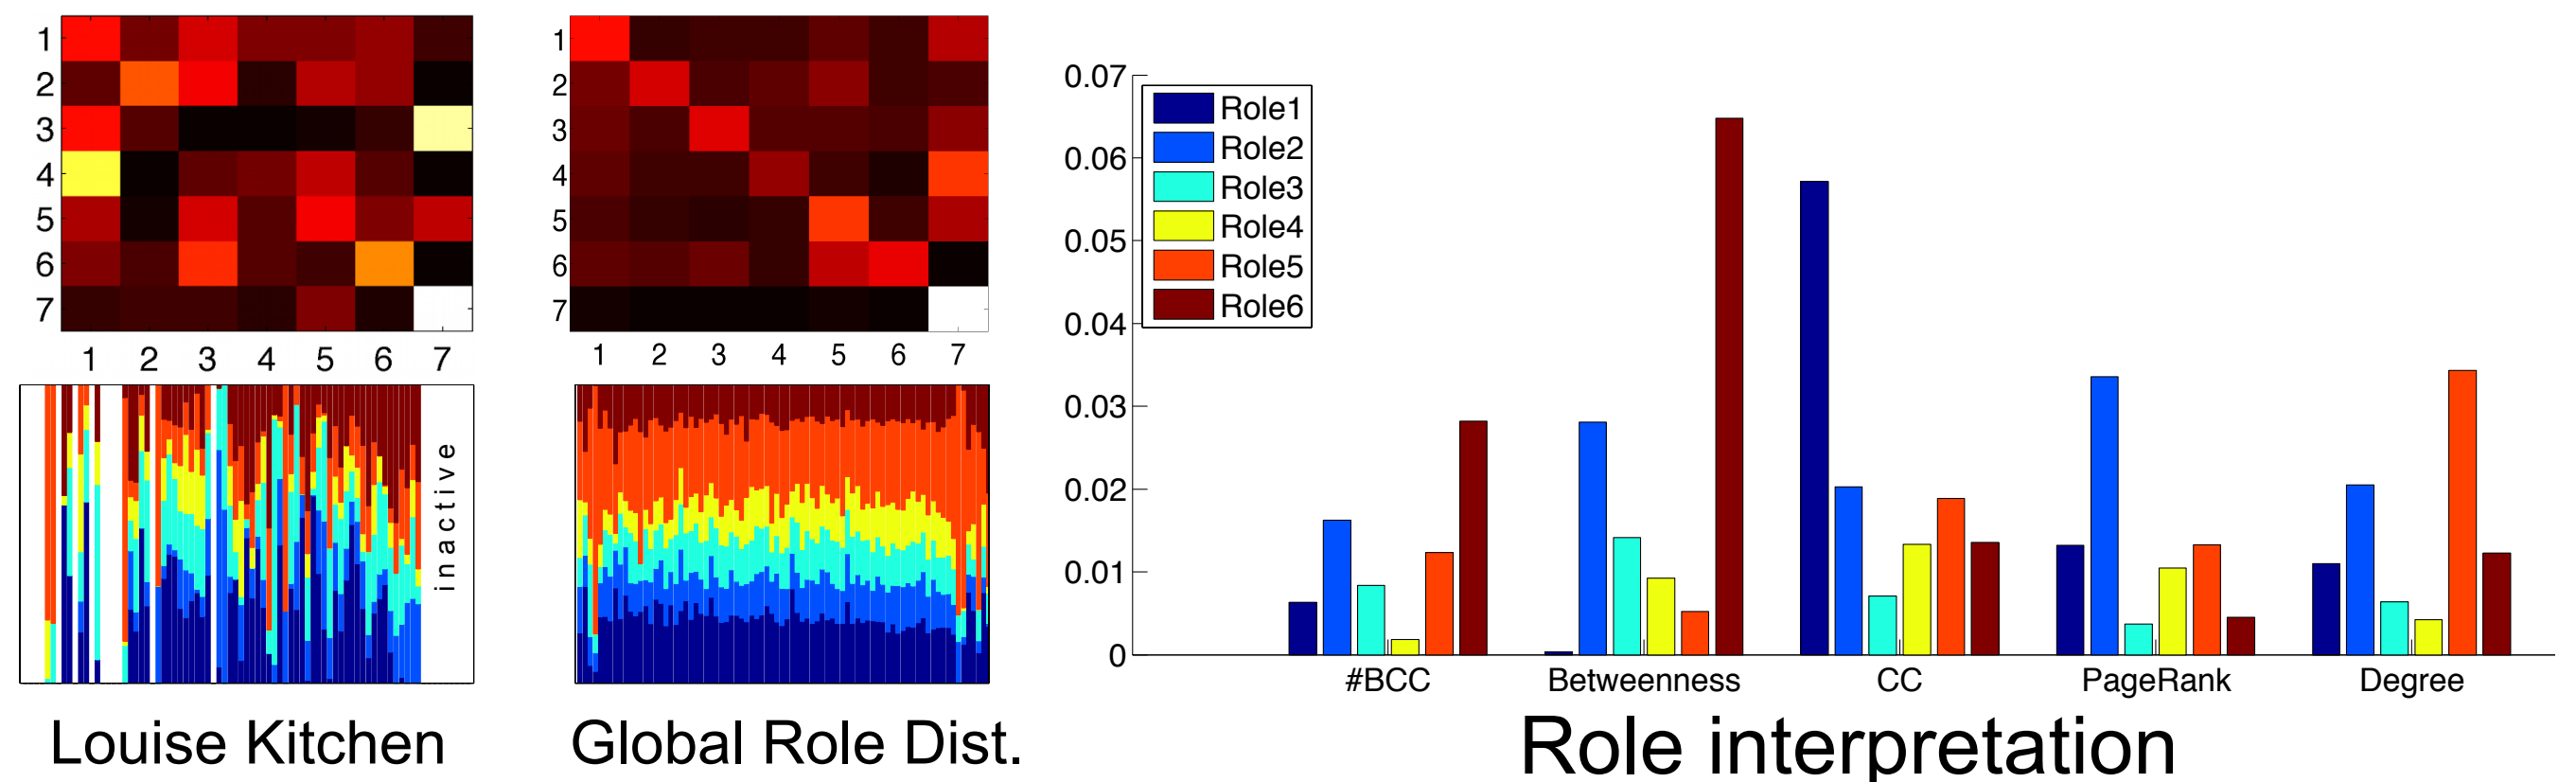 1
2
3
4
5
6
7
1 2 3 4 5 6 7
inactive
Louise Kitchen
1
2
3
4
5
6
7
1 2 3 4 5 6 7
Global Role Dist.
0.07
0.06
0.05
0.04
0.03
0.02
0.01
0
Role1
Role2
Role3
Role4
Role5
Role6
#BCC Betweenness CC PageRank Degree
Role interpretation